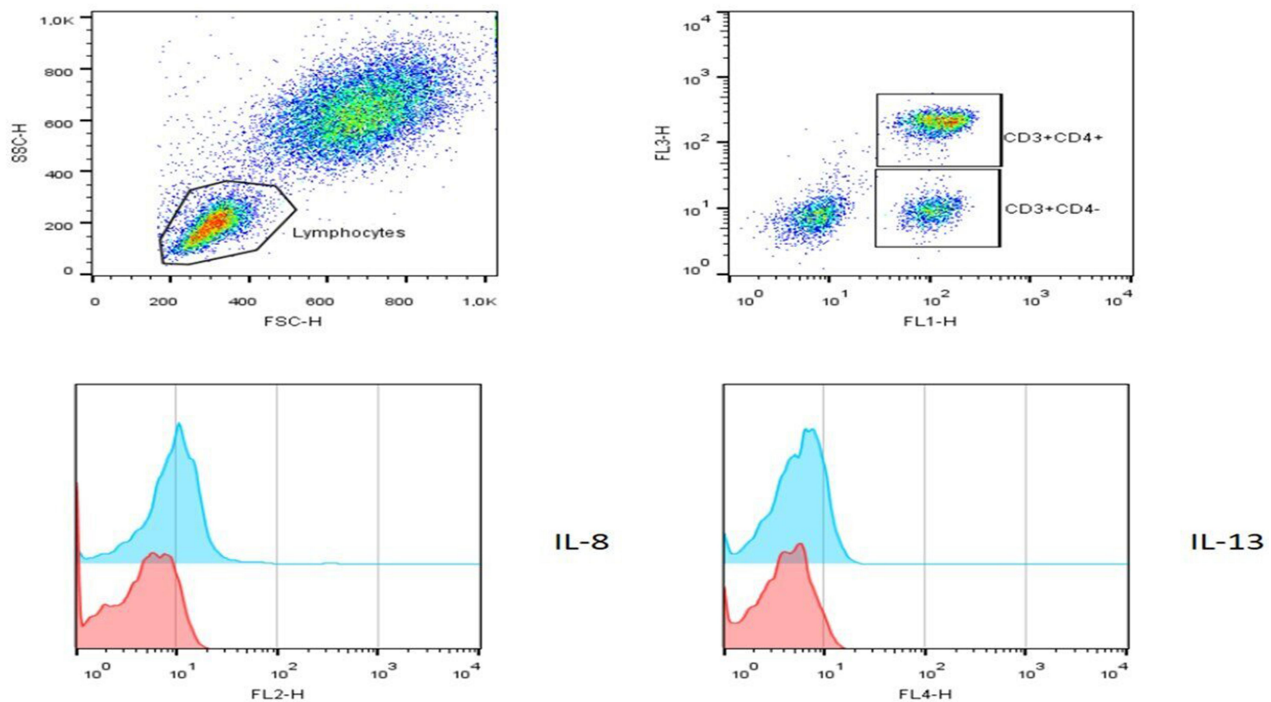 1.0K
800
600
400
200
0
SSC-H
Lymphocytes
0 200 400 600 800 1.0K
FSC-H
10^4
10^3
10^2
10^1
10^0
FL3-H
CD3+CD4+
CD3+CD4-
10^0 10^1 10^2 10^3 10^4
FL1-H
IL-8
10^0 10^1 10^2 10^3 10^4
FL2-H
IL-13
10^0 10^1 10^2 10^3 10^4
FL4-H